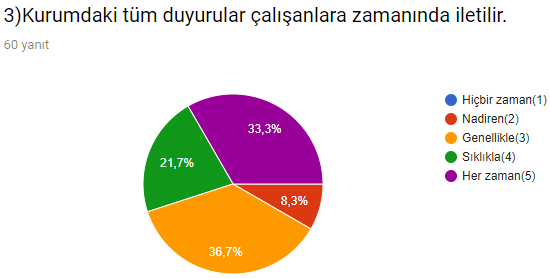 3)Kurumdaki tüm duyurular çalışanlara zamanında iletilir.
60 yanıt
Hiçbir zaman(1)
Nadiren(2)
Genellikle(3)
Sıklıkla(4)
Her zaman(5)
33,3%
21,7%
8,3%
36,7%